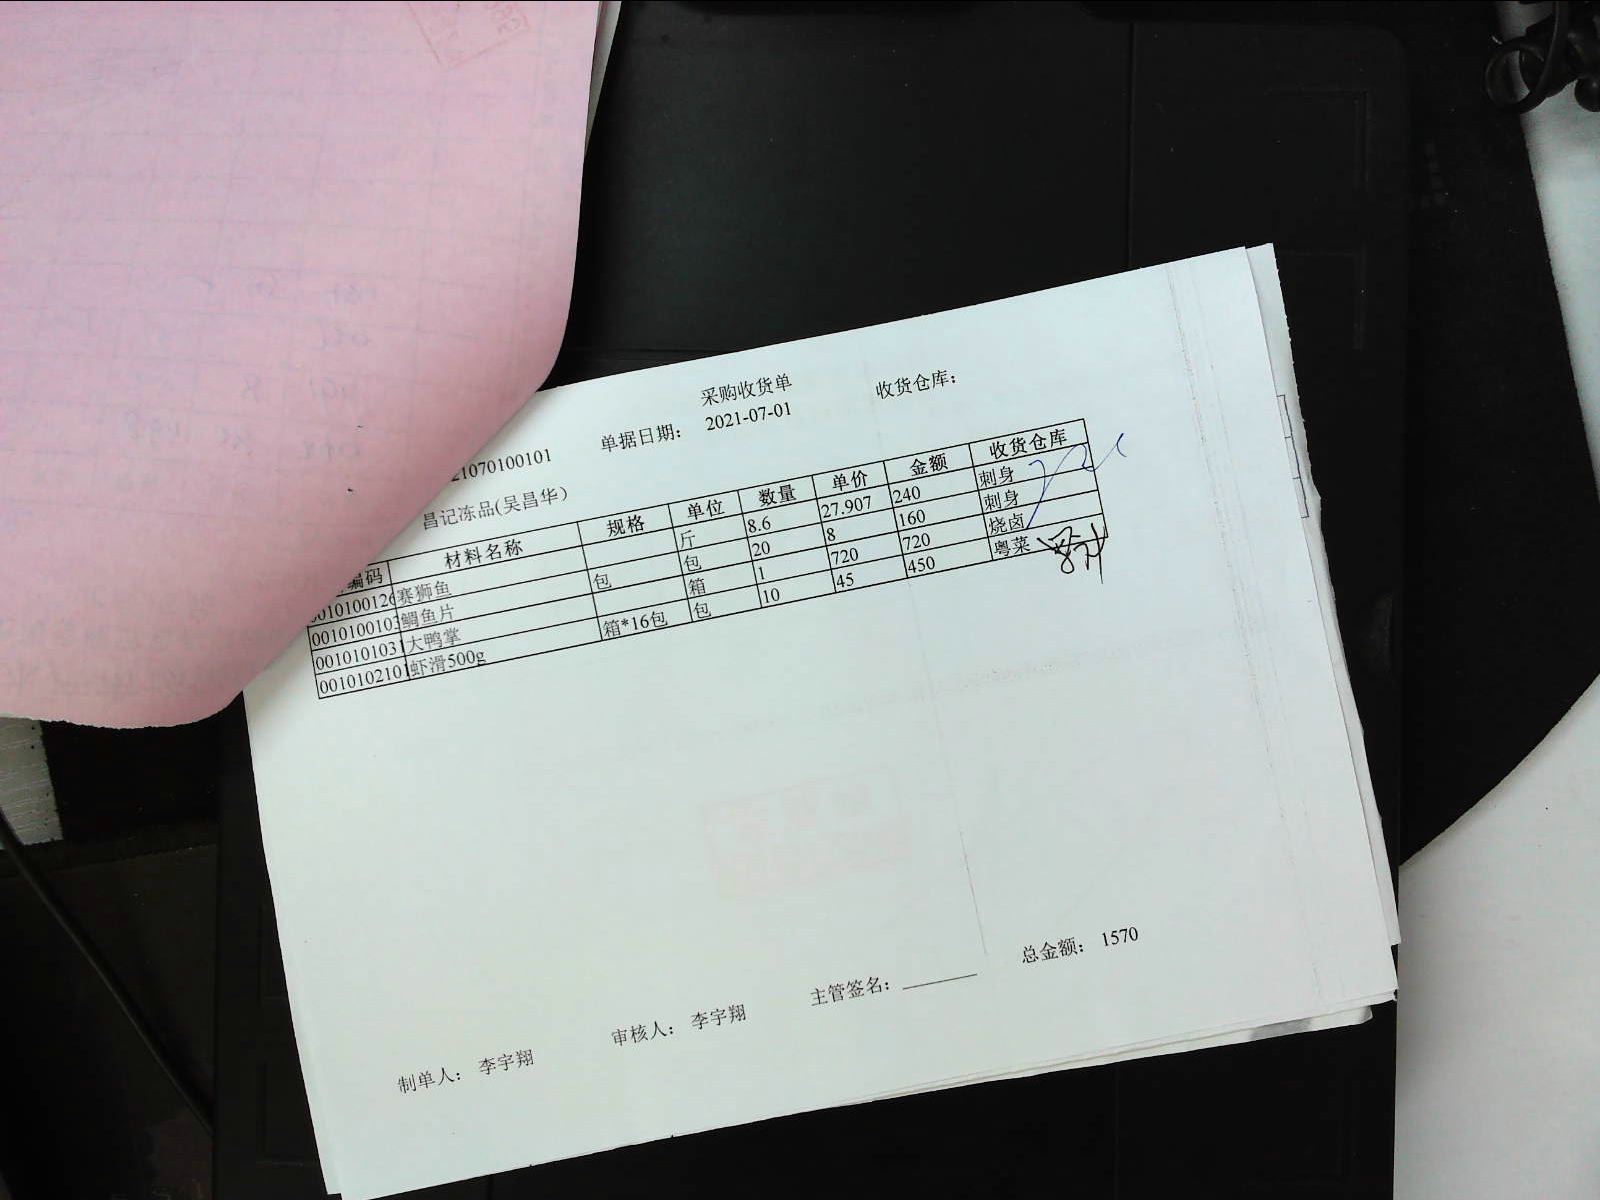 采购收货单
21070100101 单据日期： 2021-07-01 收货仓库：
昌记冻品(吴昌华)
编码 材料名称 规格 单位 数量 单价 金额 收货仓库
0010100126 赛狮鱼 斤 8.6 27.907 240 刺身
0010100103 鲷鱼片 包 包 20 8 160 刺身
001010103 大鸭掌 箱 1 720 720 烧卤
001010210 虾滑500g 箱*16包 包 10 45 450 粤菜
总金额： 1570
制单人： 李宇翔 审核人： 李宇翔 主管签名：